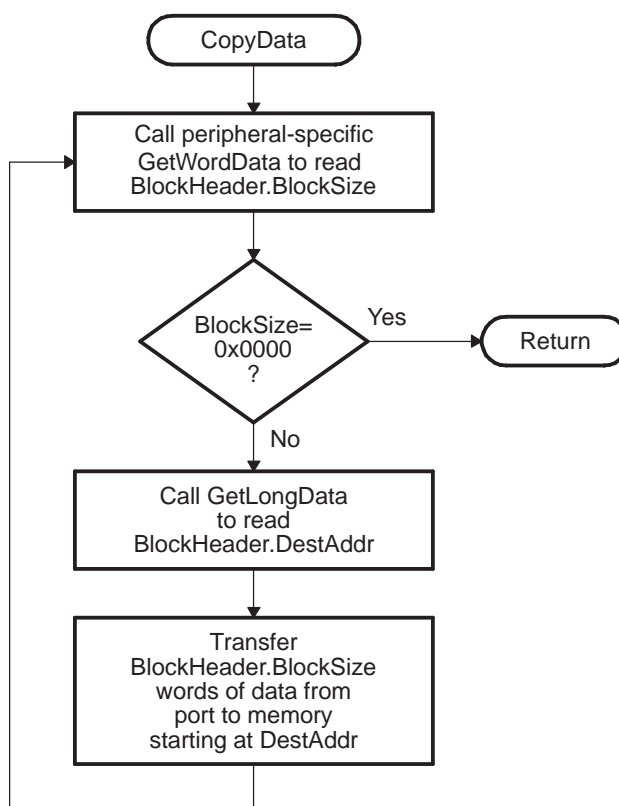 CopyData
Call peripheral-specific
GetWordData to read
BlockHeader.BlockSize
BlockSize=
0x0000
?
Yes
Return
No
Call GetLongData
to read
BlockHeader.DestAddr
Transfer
BlockHeader.BlockSize
words of data from
port to memory
starting at DestAddr